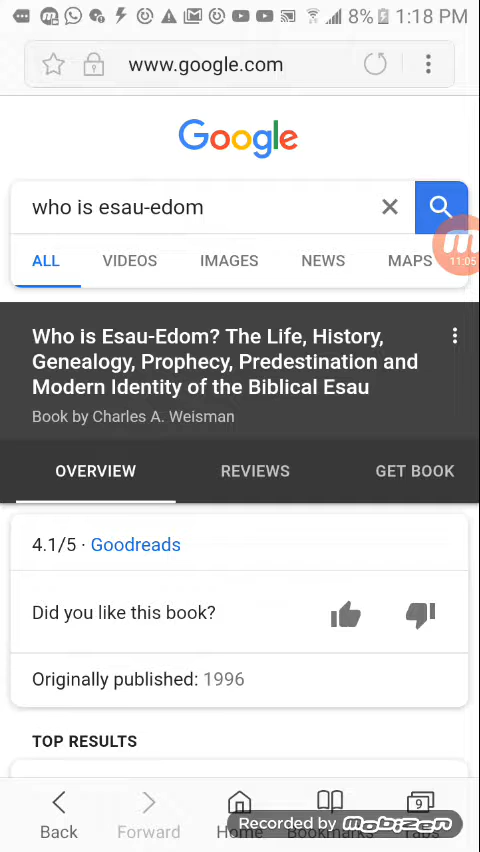 8% 1:18 PM
www.google.com
Google
who is esau-edom
ALL VIDEOS IMAGES NEWS MAPS
11:05
Who is Esau-Edom? The Life, History,
Genealogy, Prophecy, Predestination and
Modern Identity of the Biblical Esau
Book by Charles A. Weisman
OVERVIEW REVIEWS GET BOOK
4.1/5 · Goodreads
Did you like this book?
Originally published: 1996
TOP RESULTS
9
Back Forward Home Bookmarks Tabs
Recorded by mobizen